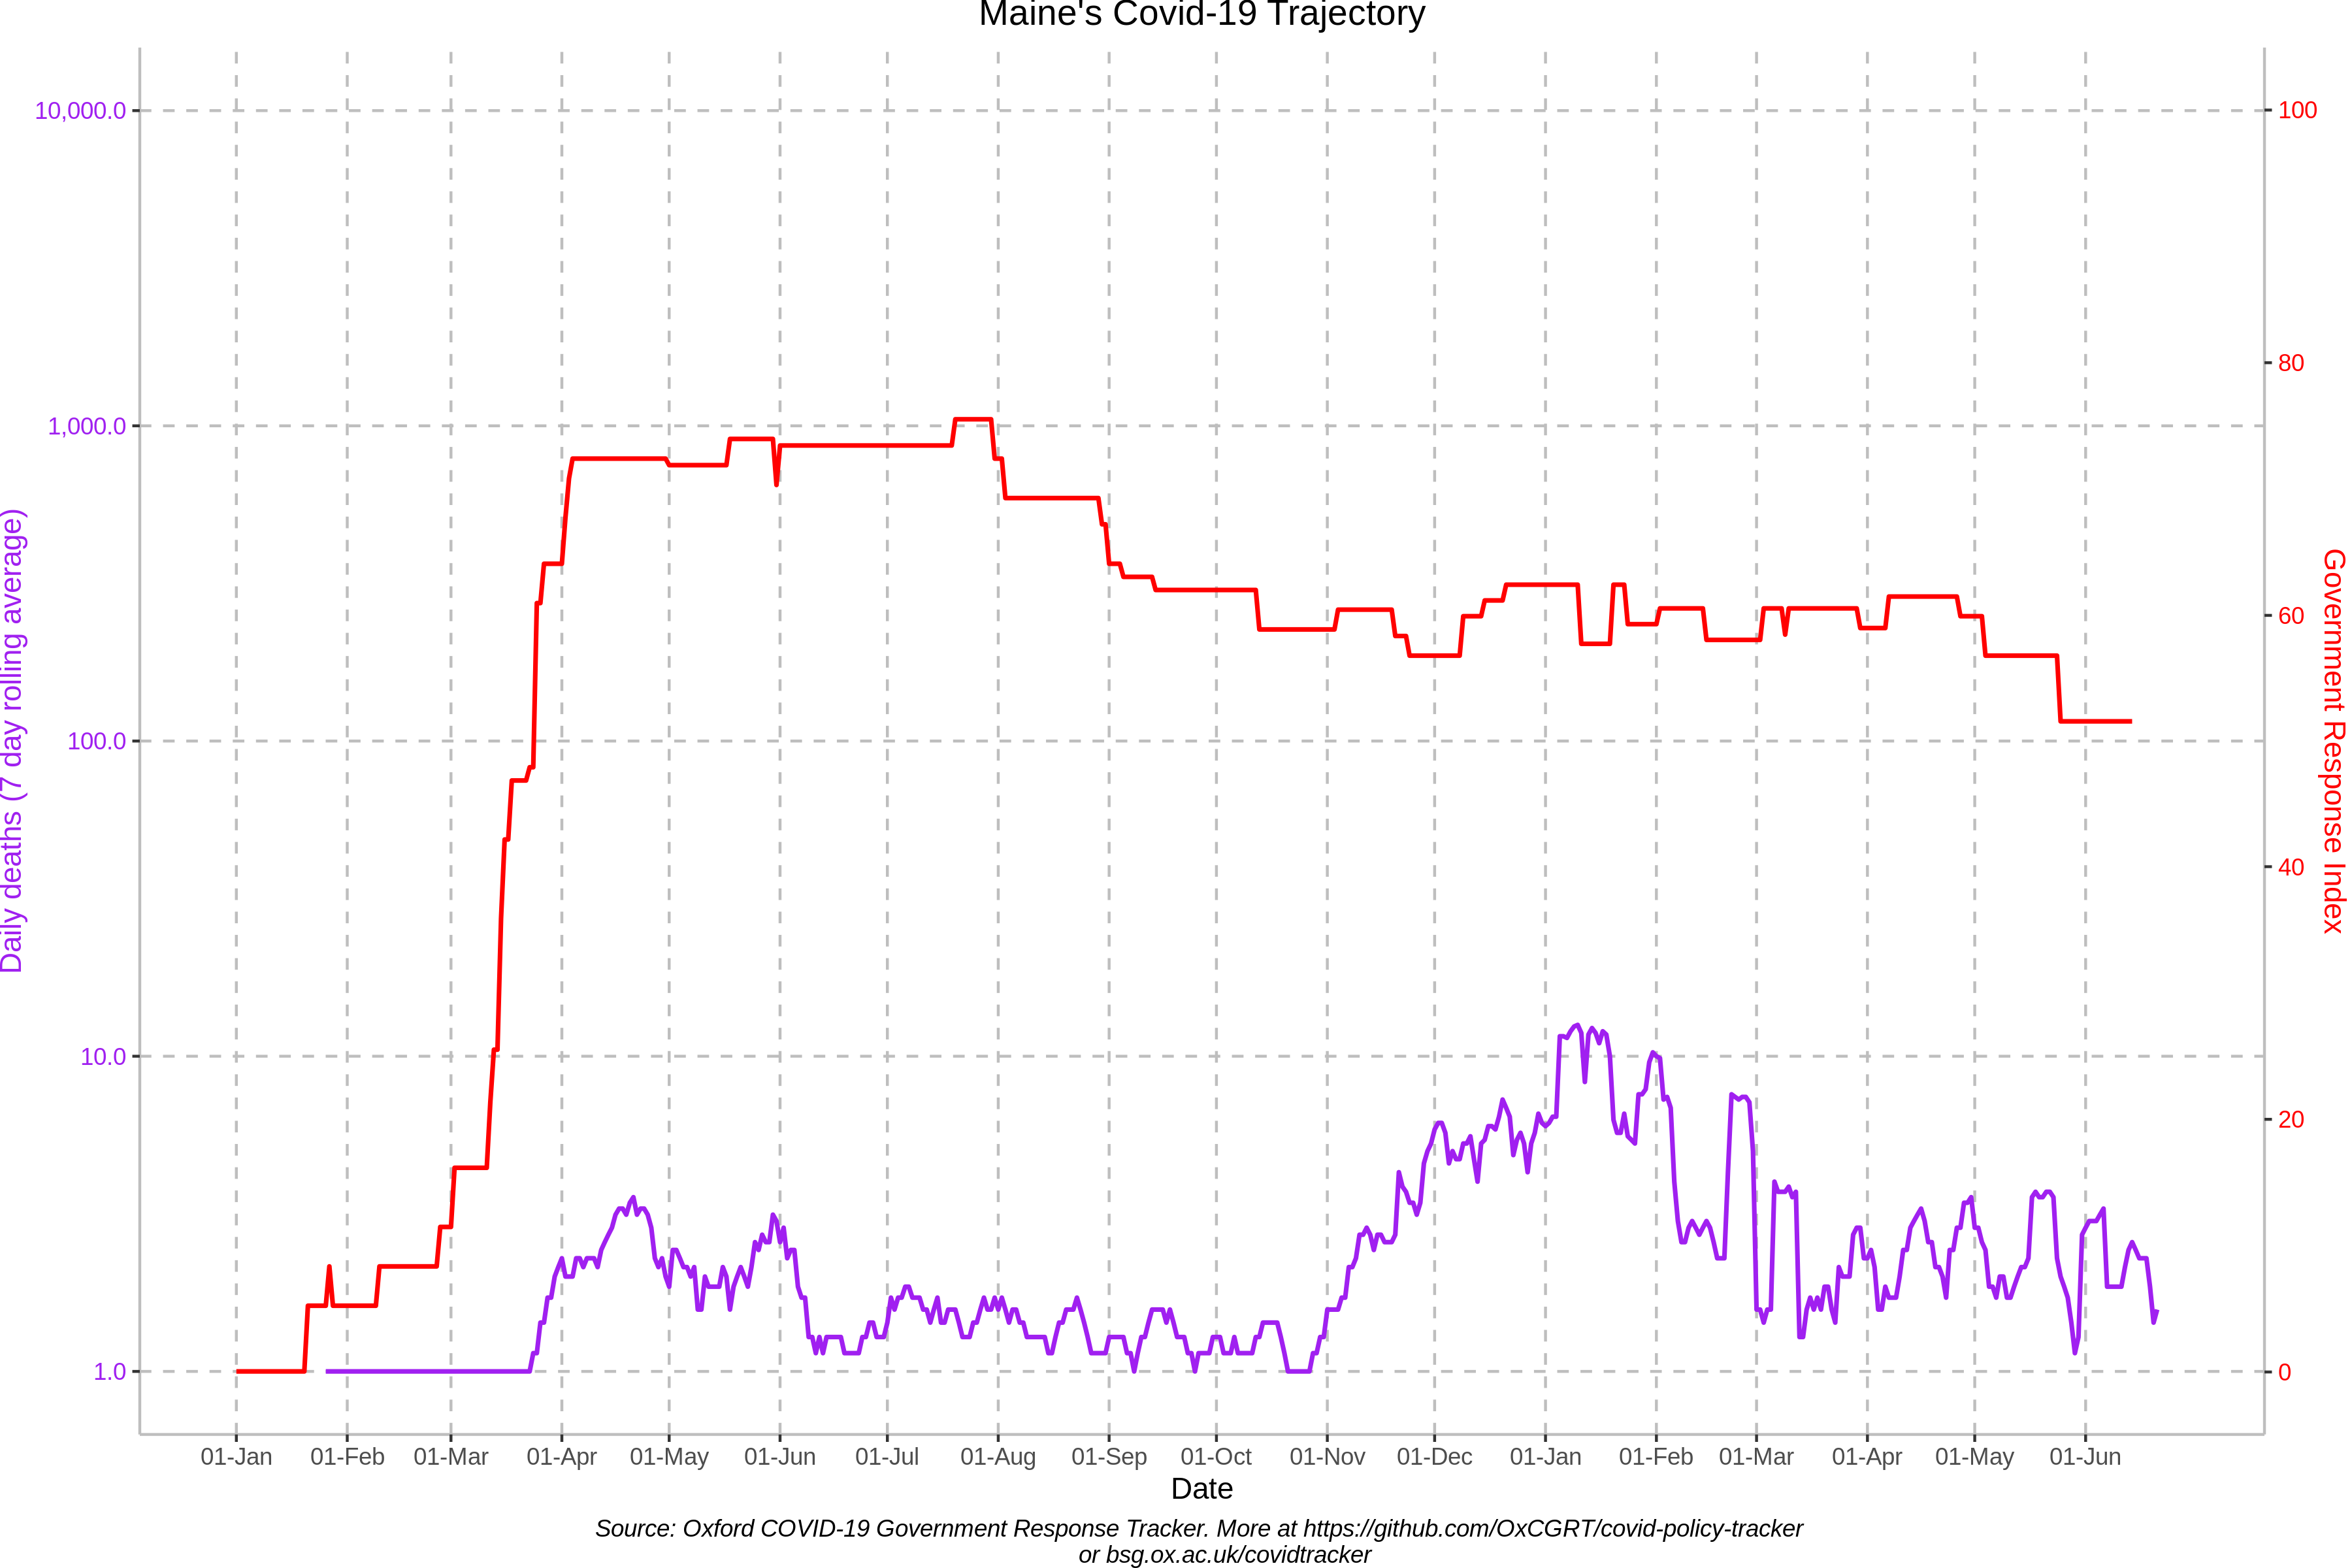 Maine's Covid-19 Trajectory
10,000.0
1,000.0
100.0
10.0
1.0
Daily deaths (7 day rolling average)
100
80
60
40
20
0
Government Response Index
01-Jan 01-Feb 01-Mar 01-Apr 01-May 01-Jun 01-Jul 01-Aug 01-Sep 01-Oct 01-Nov 01-Dec 01-Jan 01-Feb 01-Mar 01-Apr 01-May 01-Jun
Date
Source: Oxford COVID-19 Government Response Tracker. More at https://github.com/OxCGRT/covid-policy-tracker
or bsg.ox.ac.uk/covidtracker